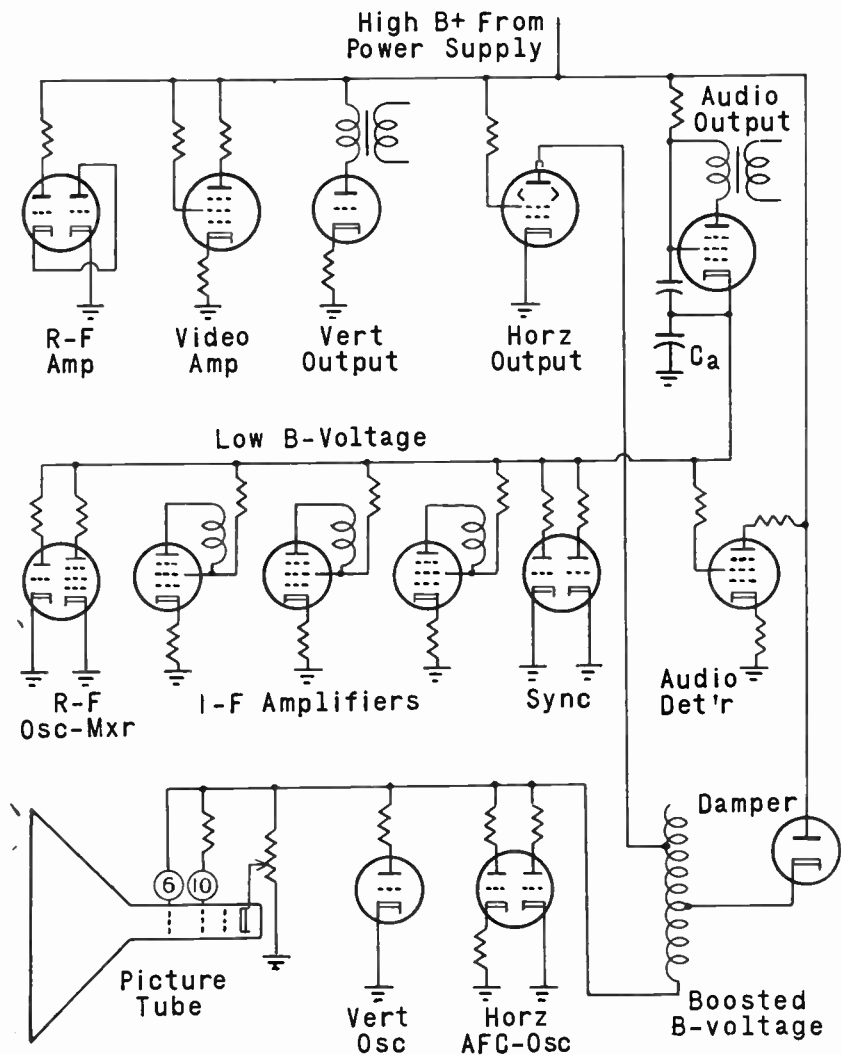 High B+ From
Power Supply
Audio
Output
R-F
Amp
Video
Amp
Vert
Output
Horz
Output
Ca
Low B-Voltage
R-F
Osc-Mxr
I-F Amplifiers
Sync
Audio
Det'r
Damper
6
10
Picture
Tube
Vert
Osc
Horz
AFC-Osc
Boosted
B-voltage